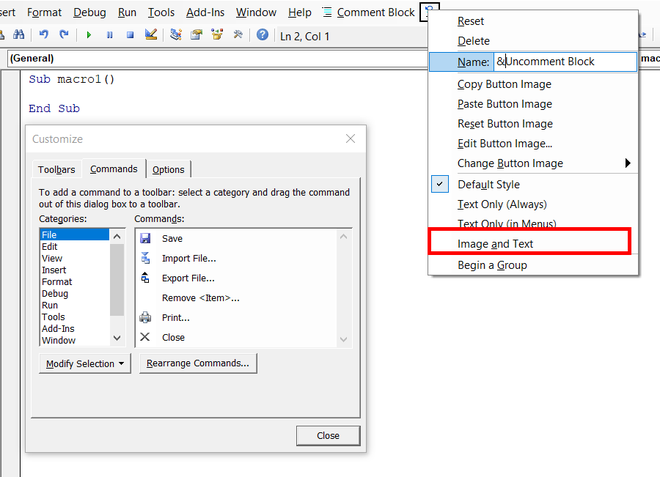 sert Format Debug Run Tools Add-Ins Window Help Comment Block
Ln 2, Col 1
(General)
mac
Sub macro1()
End Sub
Reset
Delete
Name: &Uncomment Block
Copy Button Image
Paste Button Image
Reset Button Image
Edit Button Image...
Change Button Image
Default Style
Text Only (Always)
Text Only (in Menus)
Image and Text
Begin a Group
Customize
Toolbars Commands Options
To add a command to a toolbar: select a category and drag the command
out of this dialog box to a toolbar.
Categories: Commands:
File
Edit
View
Insert
Format
Debug
Run
Tools
Add-Ins
Window
Save
Import File...
Export File...
Remove <Item>...
Print...
Close
Modify Selection Rearrange Commands...
Close